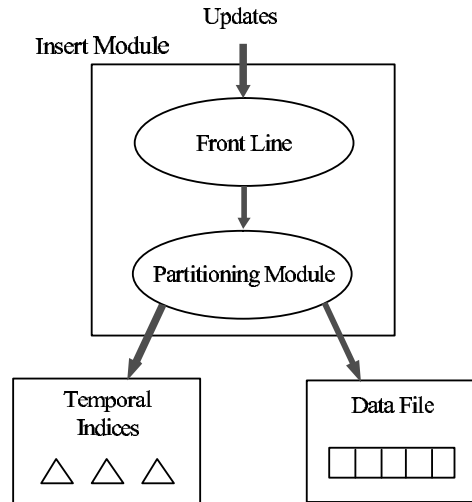 Updates
Insert Module
Front Line
Partitioning Module
Temporal
Indices
Data File